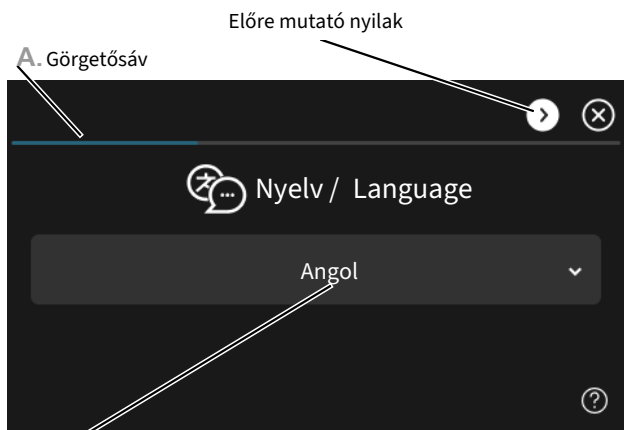 Előre mutató nyilak
A. Görgetősáv
Nyelv / Language
Angol
?